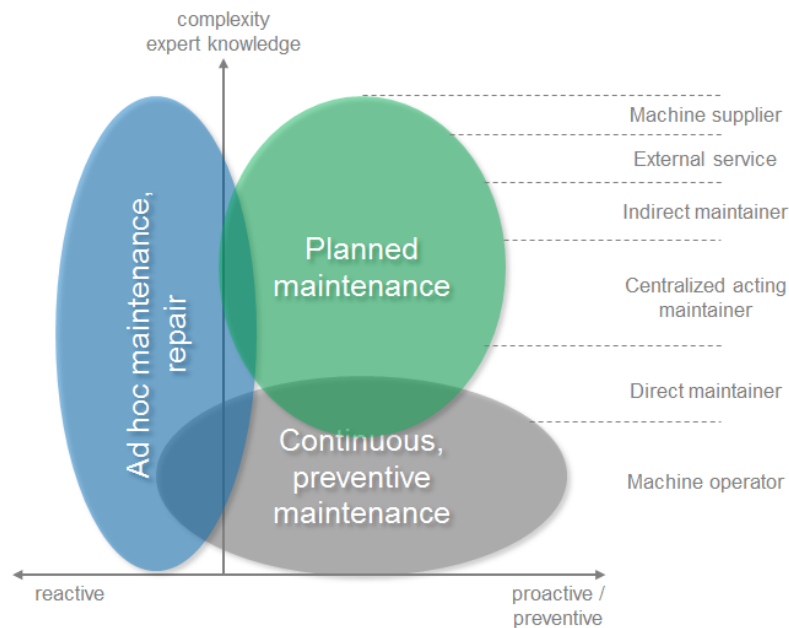 complexity
expert knowledge
Machine supplier
External service
Indirect maintainer
Centralized acting
maintainer
Direct maintainer
Machine operator
Ad hoc maintenance,
repair
Planned
maintenance
Continuous,
preventive
maintenance
reactive
proactive /
preventive